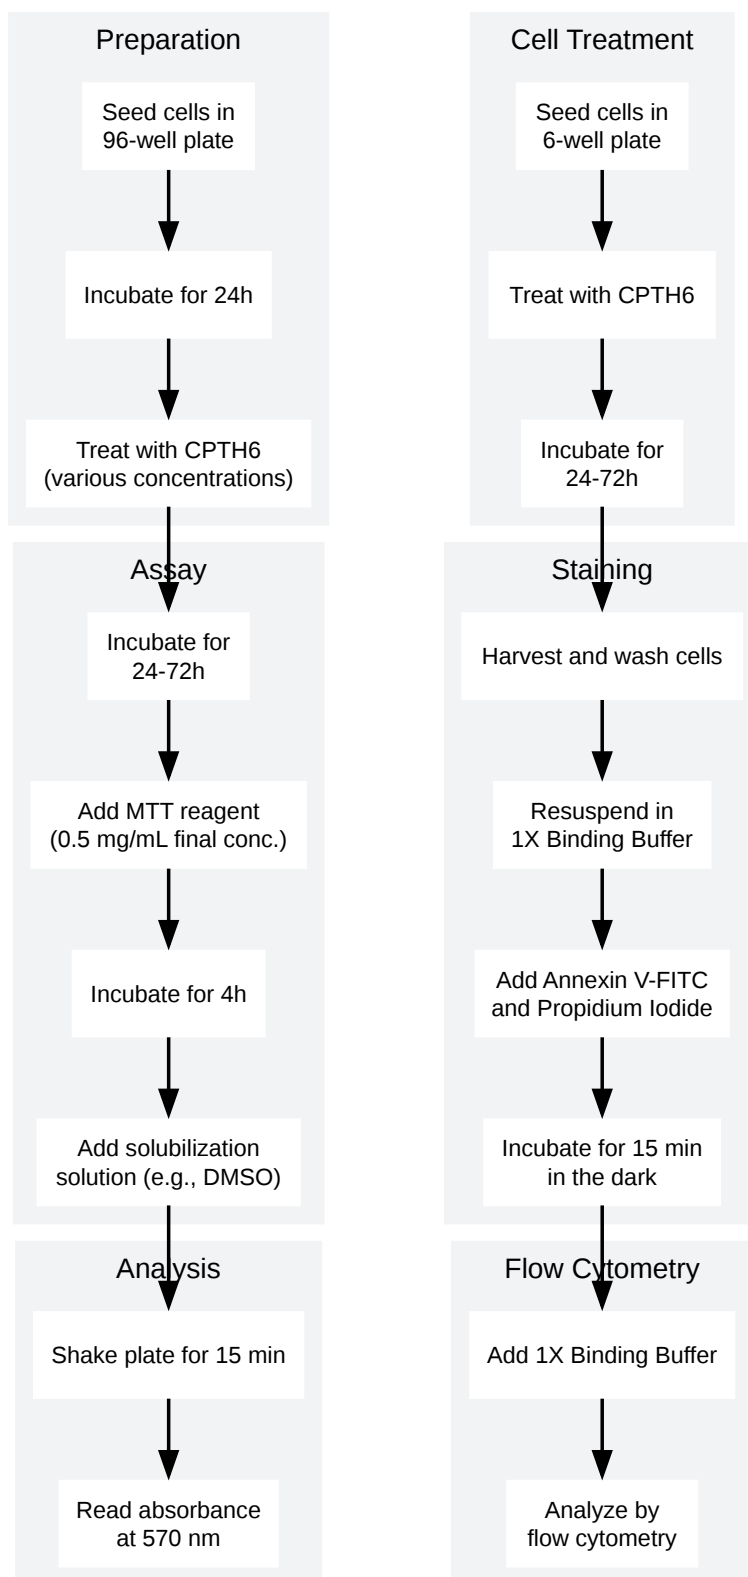 Preparation
Seed cells in
96-well plate
Incubate for 24h
Treat with CPTH6
(various concentrations)
Assay
Incubate for
24-72h
Add MTT reagent
(0.5 mg/mL final conc.)
Incubate for 4h
Add solubilization
solution (e.g., DMSO)
Analysis
Shake plate for 15 min
Read absorbance
at 570 nm
Cell Treatment
Seed cells in
6-well plate
Treat with CPTH6
Incubate for
24-72h
Staining
Harvest and wash cells
Resuspend in
1X Binding Buffer
Add Annexin V-FITC
and Propidium Iodide
Incubate for 15 min
in the dark
Flow Cytometry
Add 1X Binding Buffer
Analyze by
flow cytometry